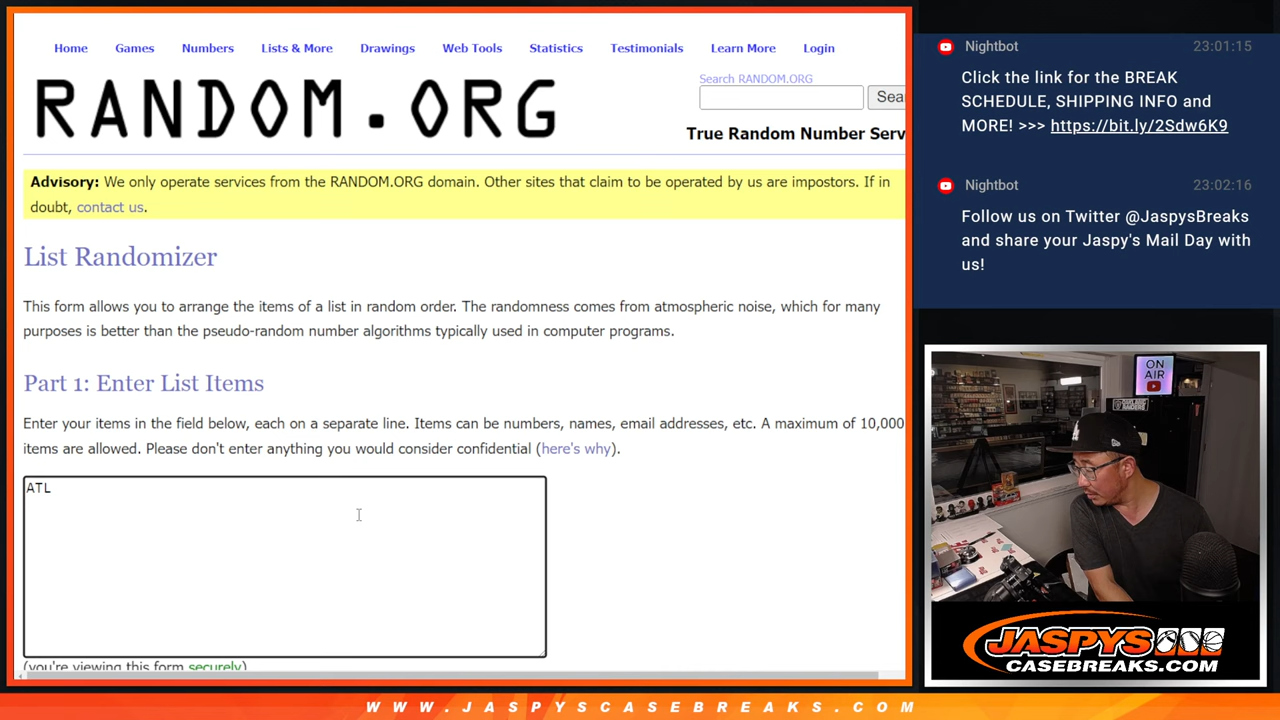 Home Games Numbers Lists & More Drawings Web Tools Statistics Testimonials Learn More Login
RANDOM.ORG
Search RANDOM.ORG
Sea
True Random Number Serv
Advisory: We only operate services from the RANDOM.ORG domain. Other sites that claim to be operated by us are impostors. If in
doubt, contact us.
List Randomizer
This form allows you to arrange the items of a list in random order. The randomness comes from atmospheric noise, which for many
purposes is better than the pseudo-random number algorithms typically used in computer programs.
Part 1: Enter List Items
Enter your items in the field below, each on a separate line. Items can be numbers, names, email addresses, etc. A maximum of 10,000
items are allowed. Please don't enter anything you would consider confidential (here's why).
ATL
(you're viewing this form securely)
Nightbot 23:01:15
Click the link for the BREAK
SCHEDULE, SHIPPING INFO and
MORE! >>> https://bit.ly/2Sdw6K9
Nightbot 23:02:16
Follow us on Twitter @JaspysBreaks
and share your Jaspy's Mail Day with
us!
ON
AIR
JASPYS
CASEBREAKS.COM
WWW.JASPYSCASEBREAKS.COM